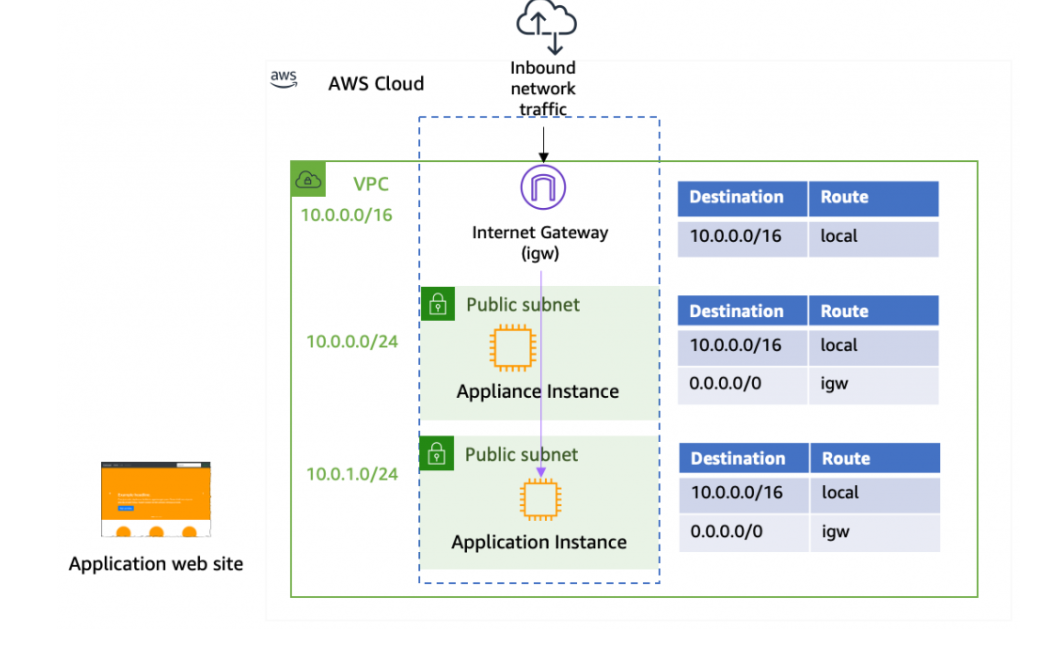 Inbound
network
traffic
aws
AWS Cloud
VPC
10.0.0.0/16
Internet Gateway
(igw)
Destination Route
10.0.0.0/16 local
Public subnet
10.0.0.0/24
Appliance Instance
Destination Route
10.0.0.0/16 local
0.0.0.0/0 igw
Public subnet
10.0.1.0/24
Application Instance
Destination Route
10.0.0.0/16 local
0.0.0.0/0 igw
Application web site